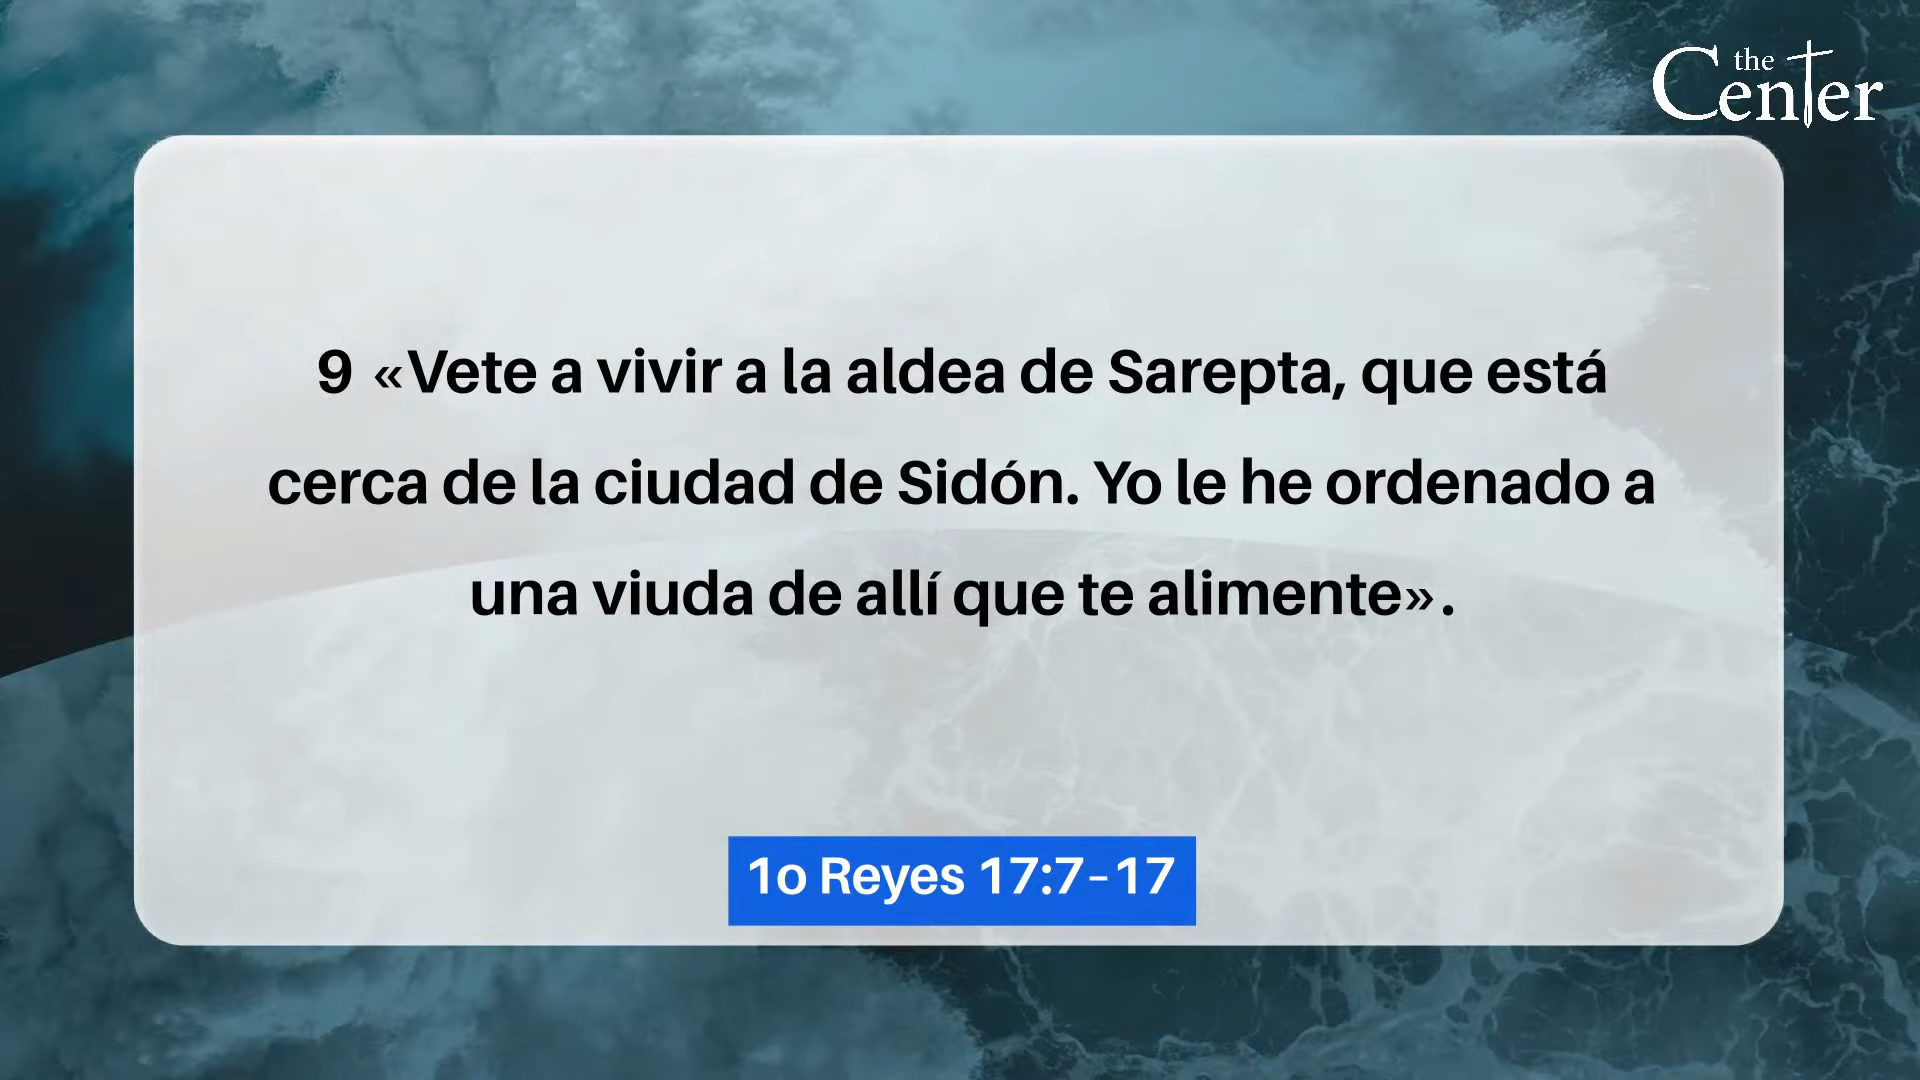 the
Center
9 «Vete a vivir a la aldea de Sarepta, que está
cerca de la ciudad de Sidón. Yo le he ordenado a
una viuda de allí que te alimente».
1o Reyes 17:7-17